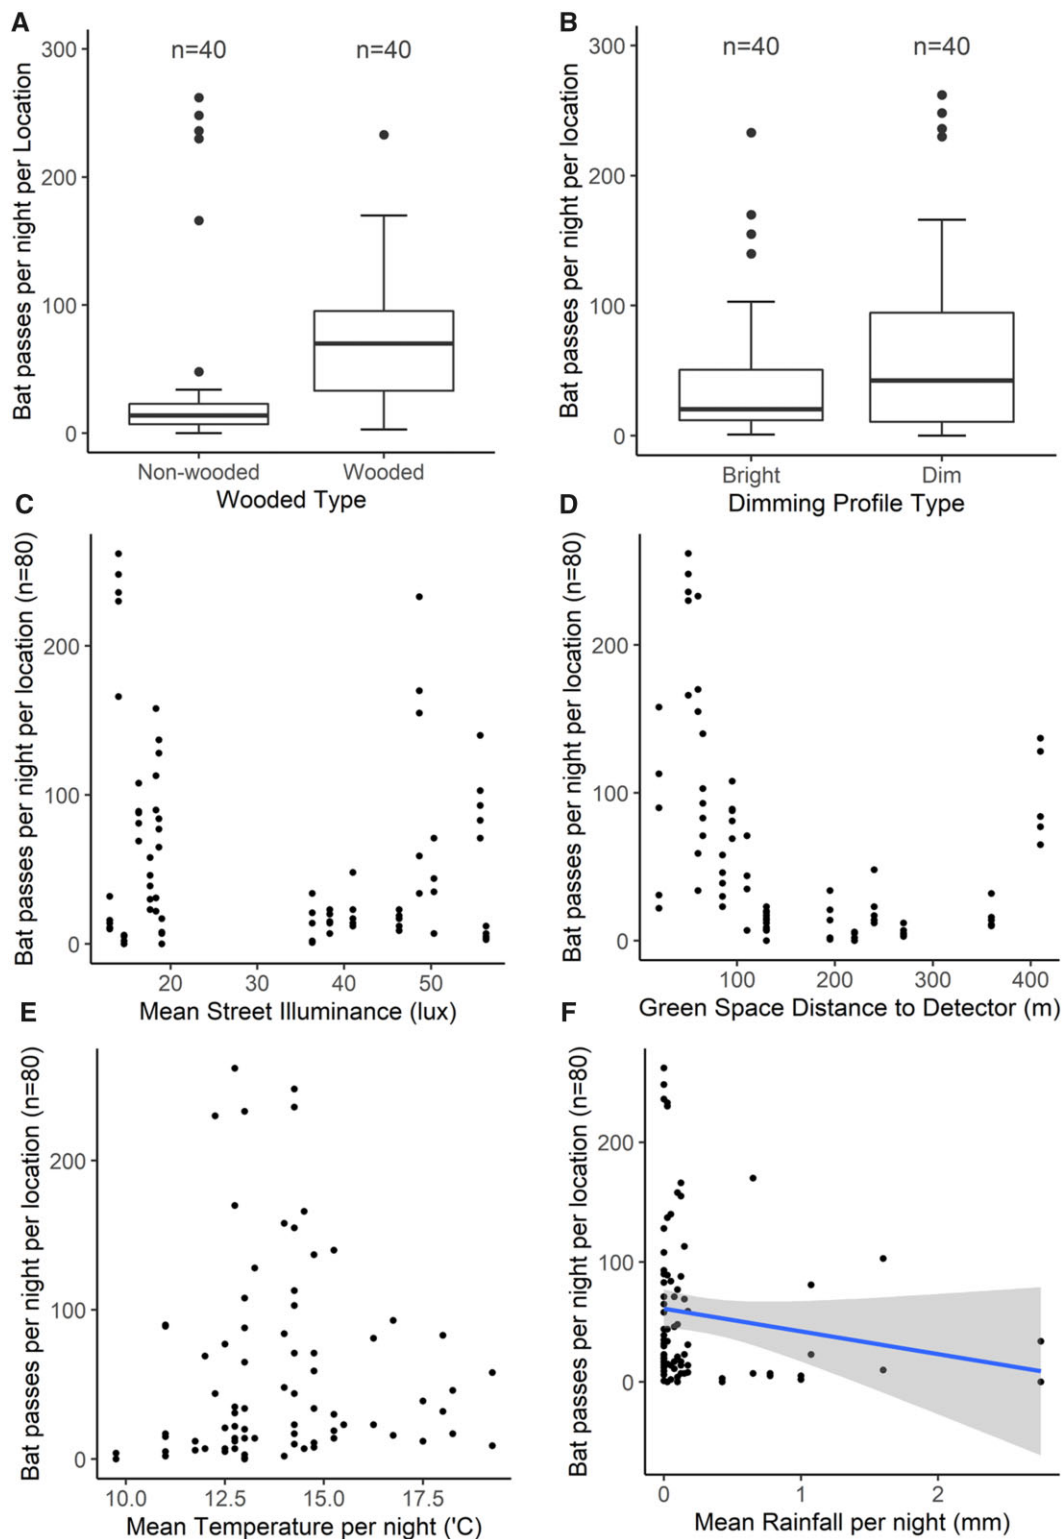 A
Bat passes per night per Location
300
200
100
0
n=40
n=40
Non-wooded
Wooded
Wooded Type
B
Bat passes per night per location
300
200
100
0
n=40
n=40
Bright
Dim
Dimming Profile Type
C
Bat passes per night per location (n=80)
200
100
0
20
30
40
50
Mean Street Illuminance (lux)
D
Bat passes per night per location (n=80)
200
100
0
100
200
300
400
Green Space Distance to Detector (m)
E
Bat passes per night per location (n=80)
200
100
0
10.0
12.5
15.0
17.5
Mean Temperature per night ('C)
F
Bat passes per night per location (n=80)
200
100
0
0
1
2
Mean Rainfall per night (mm)